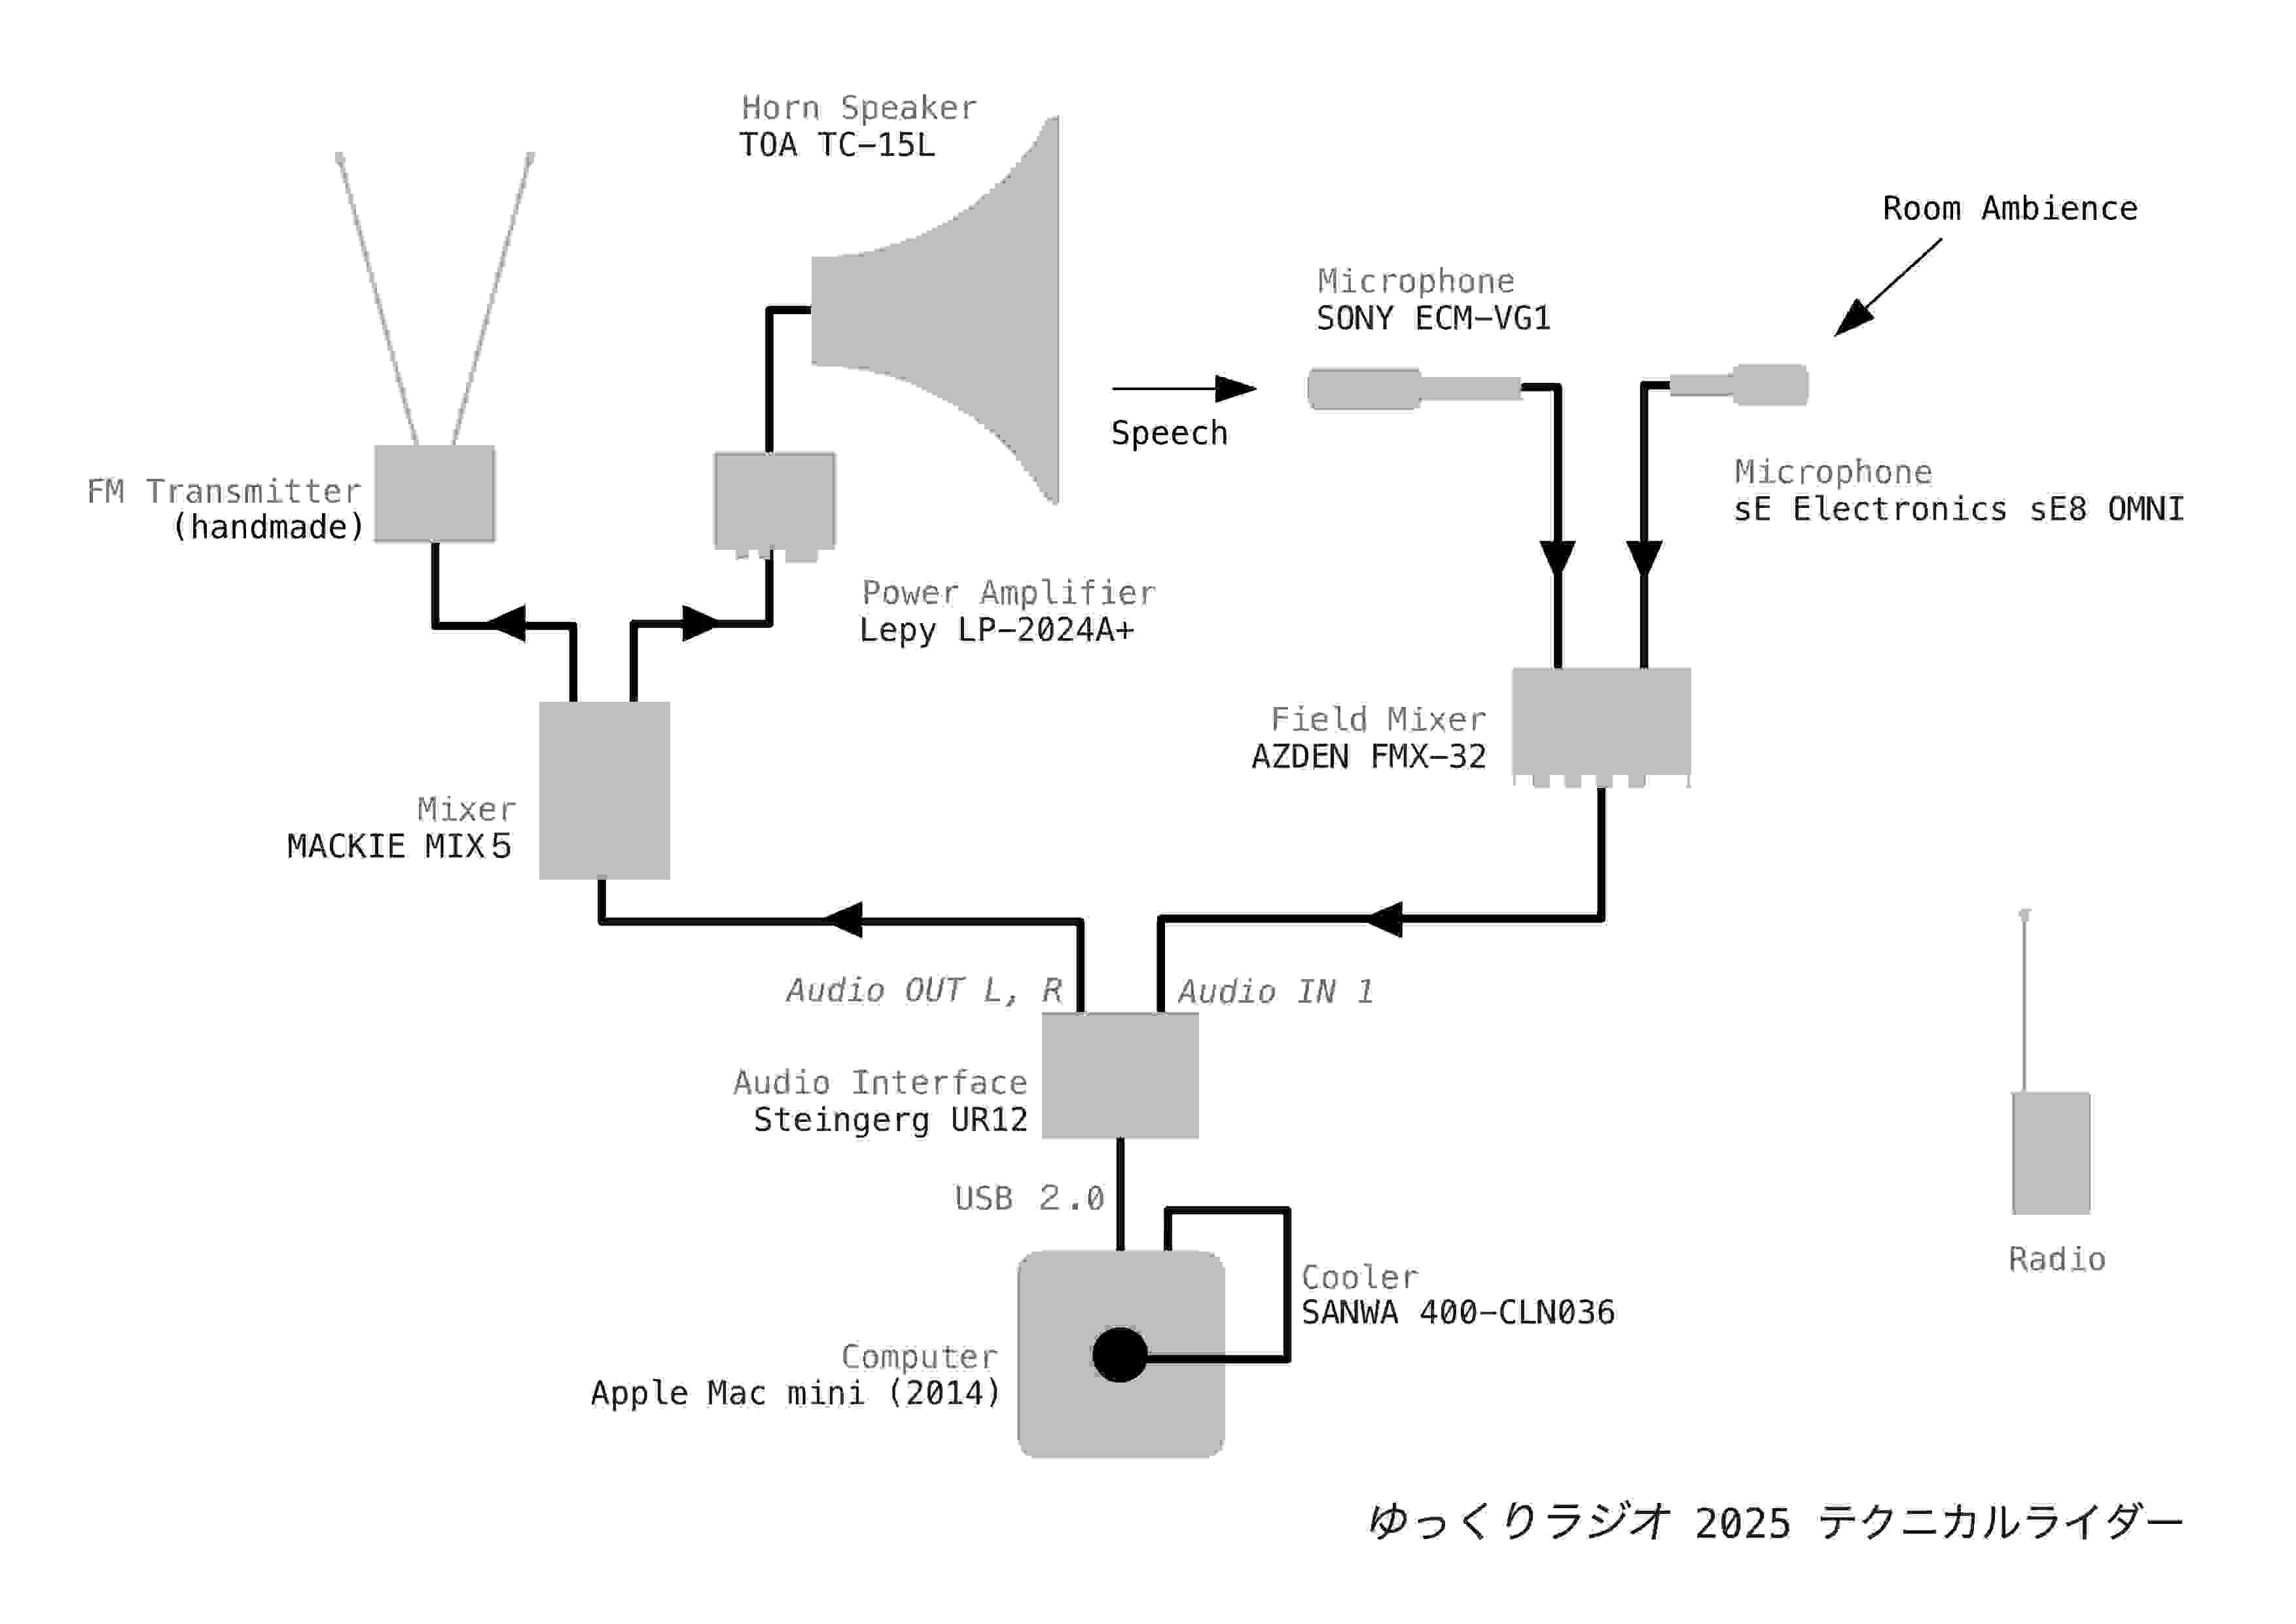 Horn Speaker
TOA TC-15L
Room Ambience
Microphone
SONY ECM-VG1
Speech
Microphone
sE Electronics sE8 OMNI
FM Transmitter
(handmade)
Power Amplifier
Lepy LP-2024A+
Field Mixer
AZDEN FMX-32
Mixer
MACKIE MIX5
Audio OUT L, R
Audio IN 1
Audio Interface
Steingerg UR12
USB 2.0
Cooler
SANWA 400-CLN036
Radio
Computer
Apple Mac mini (2014)
ゆっくりラジオ 2025 テクニカルライダー